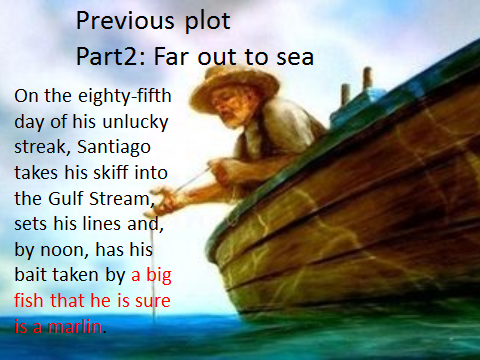 Previous plot
Part2: Far out to sea
On the eighty-fifth
day of his unlucky
streak, Santiago
takes his skiff into
the Gulf Stream,
sets his lines and,
by noon, has his
bait taken by a big
fish that he is sure
is a marlin.